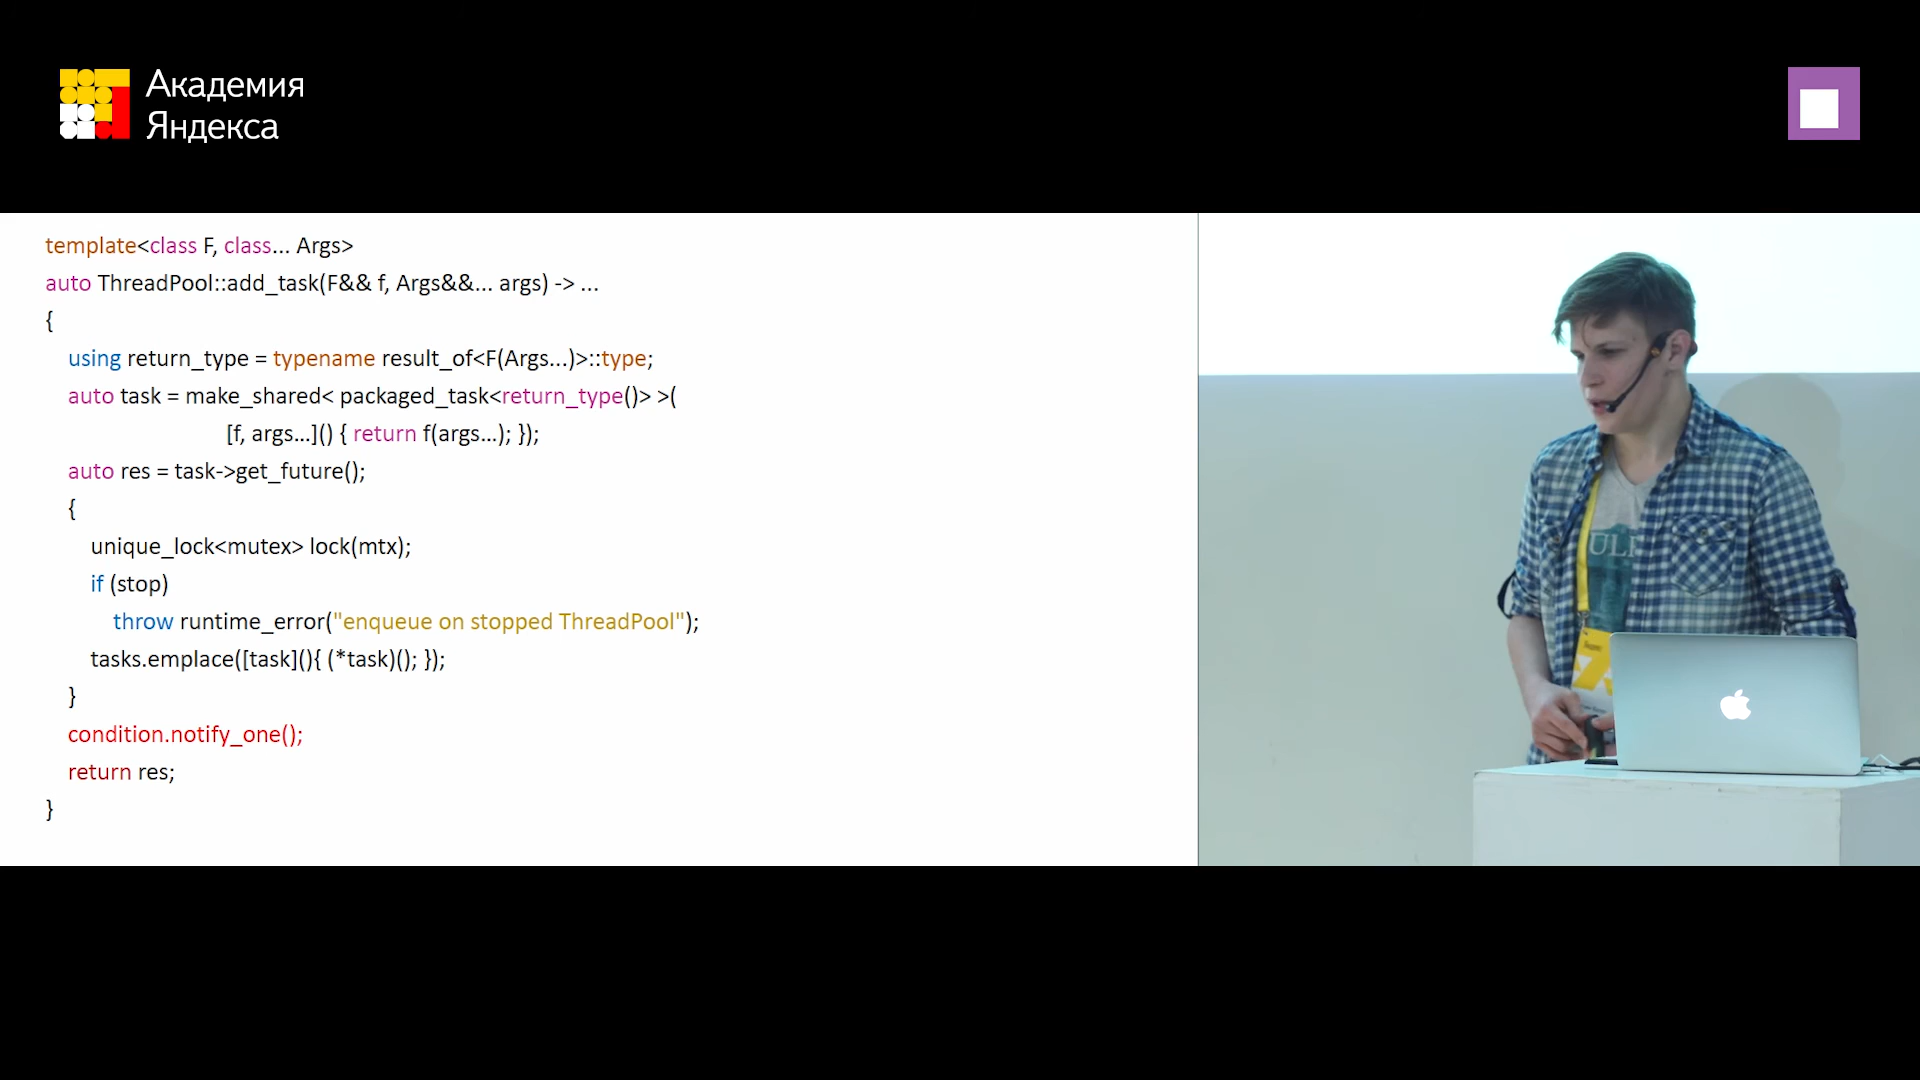 Академия
Яндекса
template<class F, class... Args>
auto ThreadPool::add_task(F&& f, Args&&... args) -> ...
{
using return_type = typename result_of<F(Args...)>::type;
auto task = make_shared< packaged_task<return_type()> >(
[f, args...]() { return f(args...); });
auto res = task->get_future();
{
unique_lock<mutex> lock(mtx);
if (stop)
throw runtime_error("enqueue on stopped ThreadPool");
tasks.emplace([task](){ (*task)(); });
}
condition.notify_one();
return res;
}